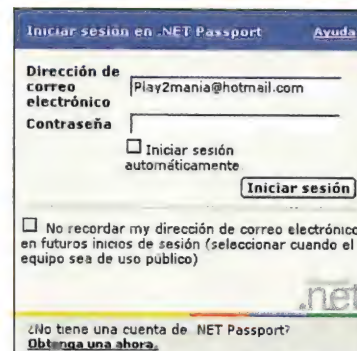 Iniciar sesión en .NET Passport Ayuda
Dirección de
correo
electrónico
Play2mania@hotmail.com
Contraseña
Iniciar sesión
automáticamente
Iniciar sesión
No recordar my dirección de correo electrónico
en futuros inicios de sesión (seleccionar cuando el
equipo sea de uso público)
.net
¿No tiene una cuenta de .NET Passport?
Obtenga una ahora.